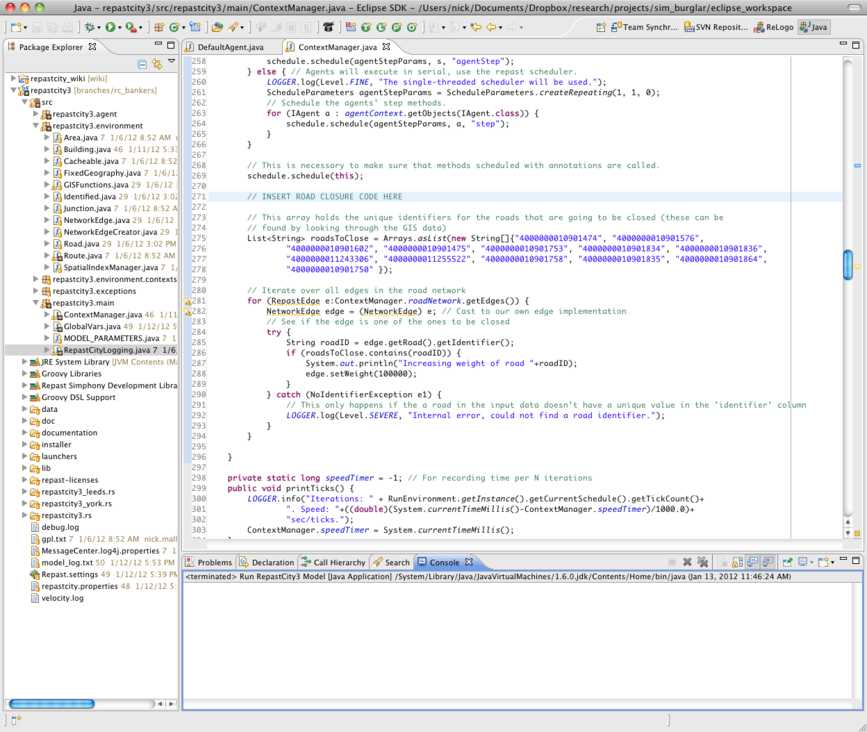 Java – repastcity3/src/repastcity3/main/ContextManager.java – Eclipse SDK – /Users/nick/Documents/Dropbox/research/projects/sim_burglar/eclipse_workspace
Team Synchr... SVN Reposit... ReLogo Java
Package Explorer
repastcity_wiki [wiki]
repastcity3 [branches/rc_bankers]
src
repastcity3.agent
repastcity3.environment
Area.java 7 1/6/12 8:52 AM
Building.java 46 1/11/12 5:33
Cacheable.java 7 1/6/12 8:52
FixedGeography.java 7 1/6/1
GISFunctions.java 29 1/6/12
Identified.java 29 1/6/12 3:02
Junction.java 7 1/6/12 8:52 A
NetworkEdge.java 29 1/6/12
NetworkEdgeCreator.java 29
Road.java 29 1/6/12 3:02 PM
Route.java 7 1/6/12 8:52 AM
SpatialIndexManager.java 7 1/
repastcity3.environment.contexts
repastcity3.exceptions
repastcity3.main
ContextManager.java 46 1/11
GlobalVars.java 49 1/12/12 5
MODEL_PARAMETERS.java 7
RepastCityLogging.java 7 1/6
JRE System Library [JVM Contents (Ma
Groovy Libraries
Repast Simphony Development Libra
Groovy DSL Support
data
doc
documentation
installer
launchers
lib
repast-licenses
repastcity3_leeds.rs
repastcity3_york.rs
repastcity3.rs
debug.log
gpl.txt 7 1/6/12 8:52 AM nick.mall
MessageCenter.log4j.properties 7 1
model_log.txt 50 1/12/12 5:53 PM
Repast.settings 49 1/12/12 5:39 PM
repastcity.properties 48 1/12/12 5:
velocity.log
DefaultAgent.java ContextManager.java
258 schedule.schedule(agentStepParams, s, "agentStep");
259 } else { // Agents will execute in serial, use the repast scheduler.
260 LOGGER.log(Level.FINE, "The single-threaded scheduler will be used.");
261 ScheduleParameters agentStepParams = ScheduleParameters.createRepeating(1, 1, 0);
262 // Schedule the agents' step methods.
263 for (IAgent a : agentContext.getObjects(IAgent.class)) {
264 schedule.schedule(agentStepParams, a, "step");
265 }
266 }
267
268 // This is necessary to make sure that methods scheduled with annotations are called.
269 schedule.schedule(this);
270
271 // INSERT ROAD CLOSURE CODE HERE
272
273 // This array holds the unique identifiers for the roads that are going to be closed (these can be
274 // found by looking through the GIS data)
275 List<String> roadsToClose = Arrays.asList(new String[]{"4000000010901474", "4000000010901576",
276 "4000000010901602", "4000000010901475", "4000000010901753", "4000000010901834", "4000000010901836",
277 "4000000011243306", "4000000011255522", "4000000010901758", "4000000010901835", "4000000010901864",
278 "4000000010901750" });
279
280 // Iterate over all edges in the road network
281 for (RepastEdge e:ContextManager.roadNetwork.getEdges()) {
282 NetworkEdge edge = (NetworkEdge) e; // Cast to our own edge implementation
283 // See if the edge is one of the ones to be closed
284 try {
285 String roadID = edge.getRoad().getIdentifier();
286 if (roadsToClose.contains(roadID)) {
287 System.out.println("Increasing weight of road "+roadID);
288 edge.setWeight(100000);
289 }
290 } catch (NoIdentifierException e1) {
291 // This only happens if the a road in the input data doesn't have a unique value in the 'identifier' column
292 LOGGER.log(Level.SEVERE, "Internal error, could not find a road identifier.");
293 }
294 }
295
296 }
297
298 private static long speedTimer = -1; // For recording time per N iterations
299 public void printTicks() {
300 LOGGER.info("Iterations: " + RunEnvironment.getInstance().getCurrentSchedule().getTickCount()+
301 ". Speed: "+((double)(System.currentTimeMillis()-ContextManager.speedTimer)/1000.0)+
302 "sec/ticks.");
303 ContextManager.speedTimer = System.currentTimeMillis();
Problems Declaration Call Hierarchy Search Console
<terminated> Run RepastCity3 Model [Java Application] /System/Library/Java/JavaVirtualMachines/1.6.0.jdk/Contents/Home/bin/java (Jan 13, 2012 11:46:24 AM)